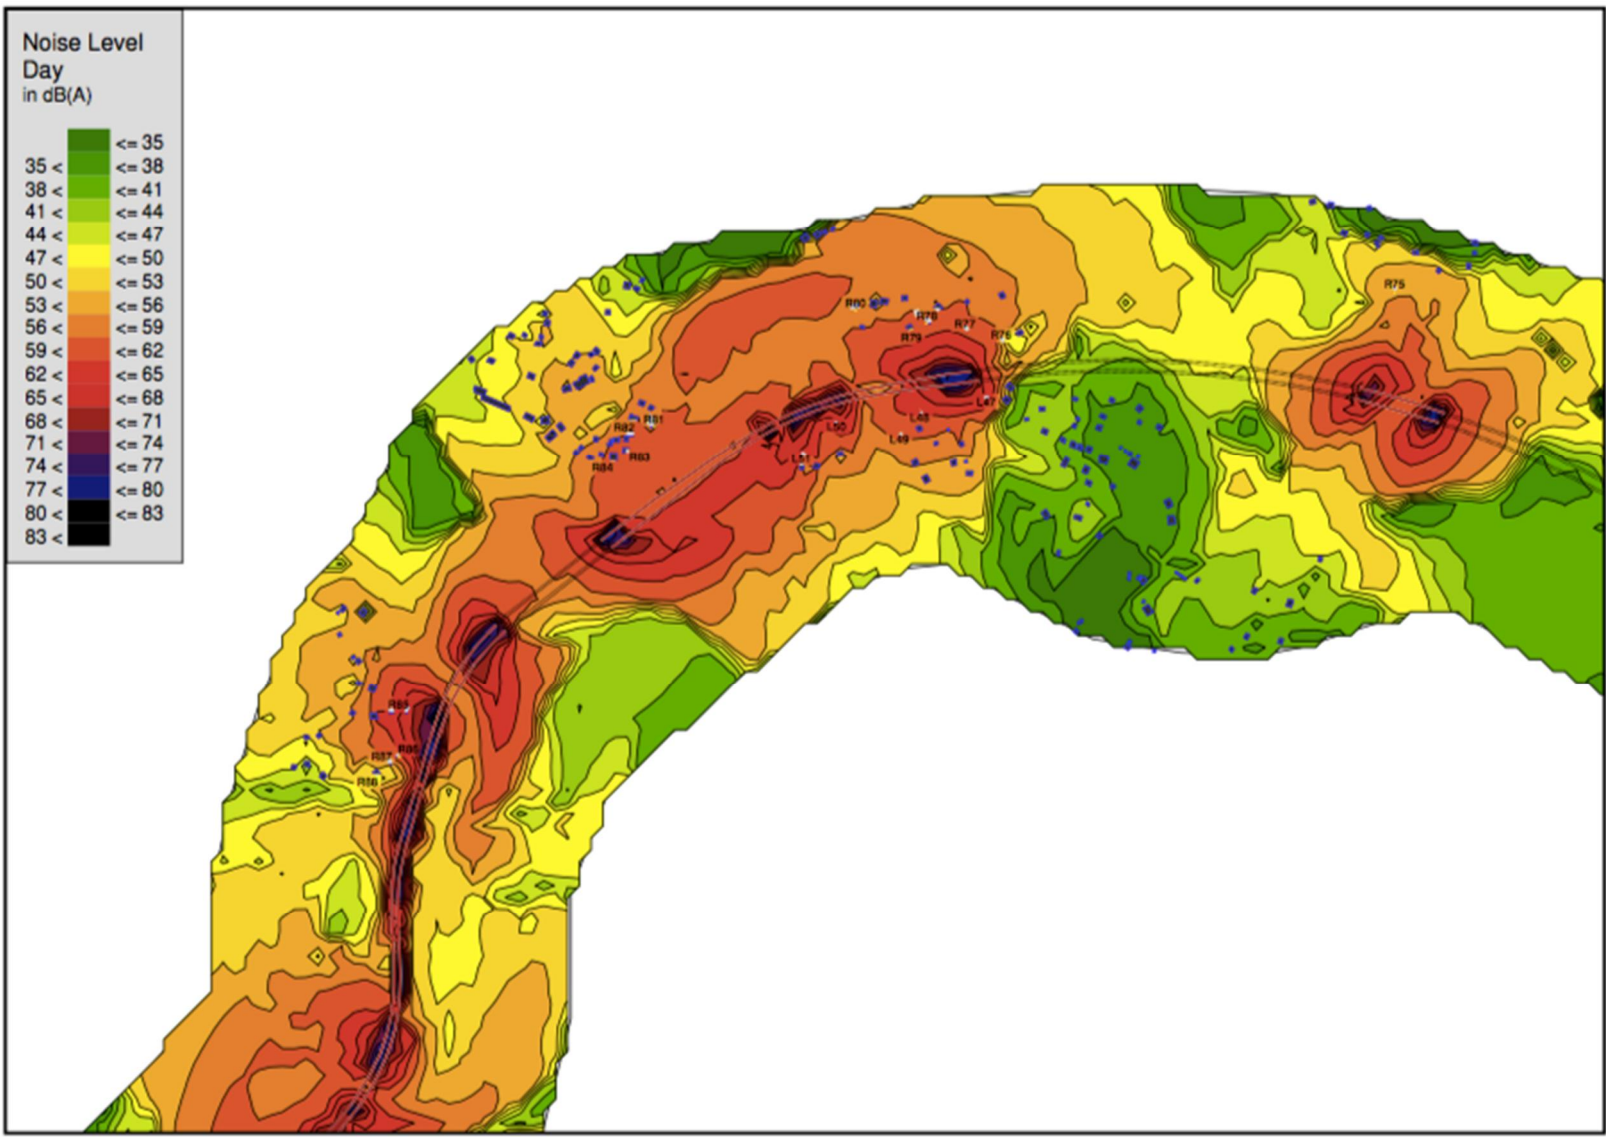 Noise Level
Day
in dB(A)
<= 35
35 < <= 38
38 < <= 41
41 < <= 44
44 < <= 47
47 < <= 50
50 < <= 53
53 < <= 56
56 < <= 59
59 < <= 62
62 < <= 65
65 < <= 68
68 < <= 71
71 < <= 74
74 < <= 77
77 < <= 80
80 < <= 83
83 <
R75
R80
R78
R77
R79
R76
L47
L48
L50
L49
R81
R82
R83
R84
L51
R85
R86
R87
R88